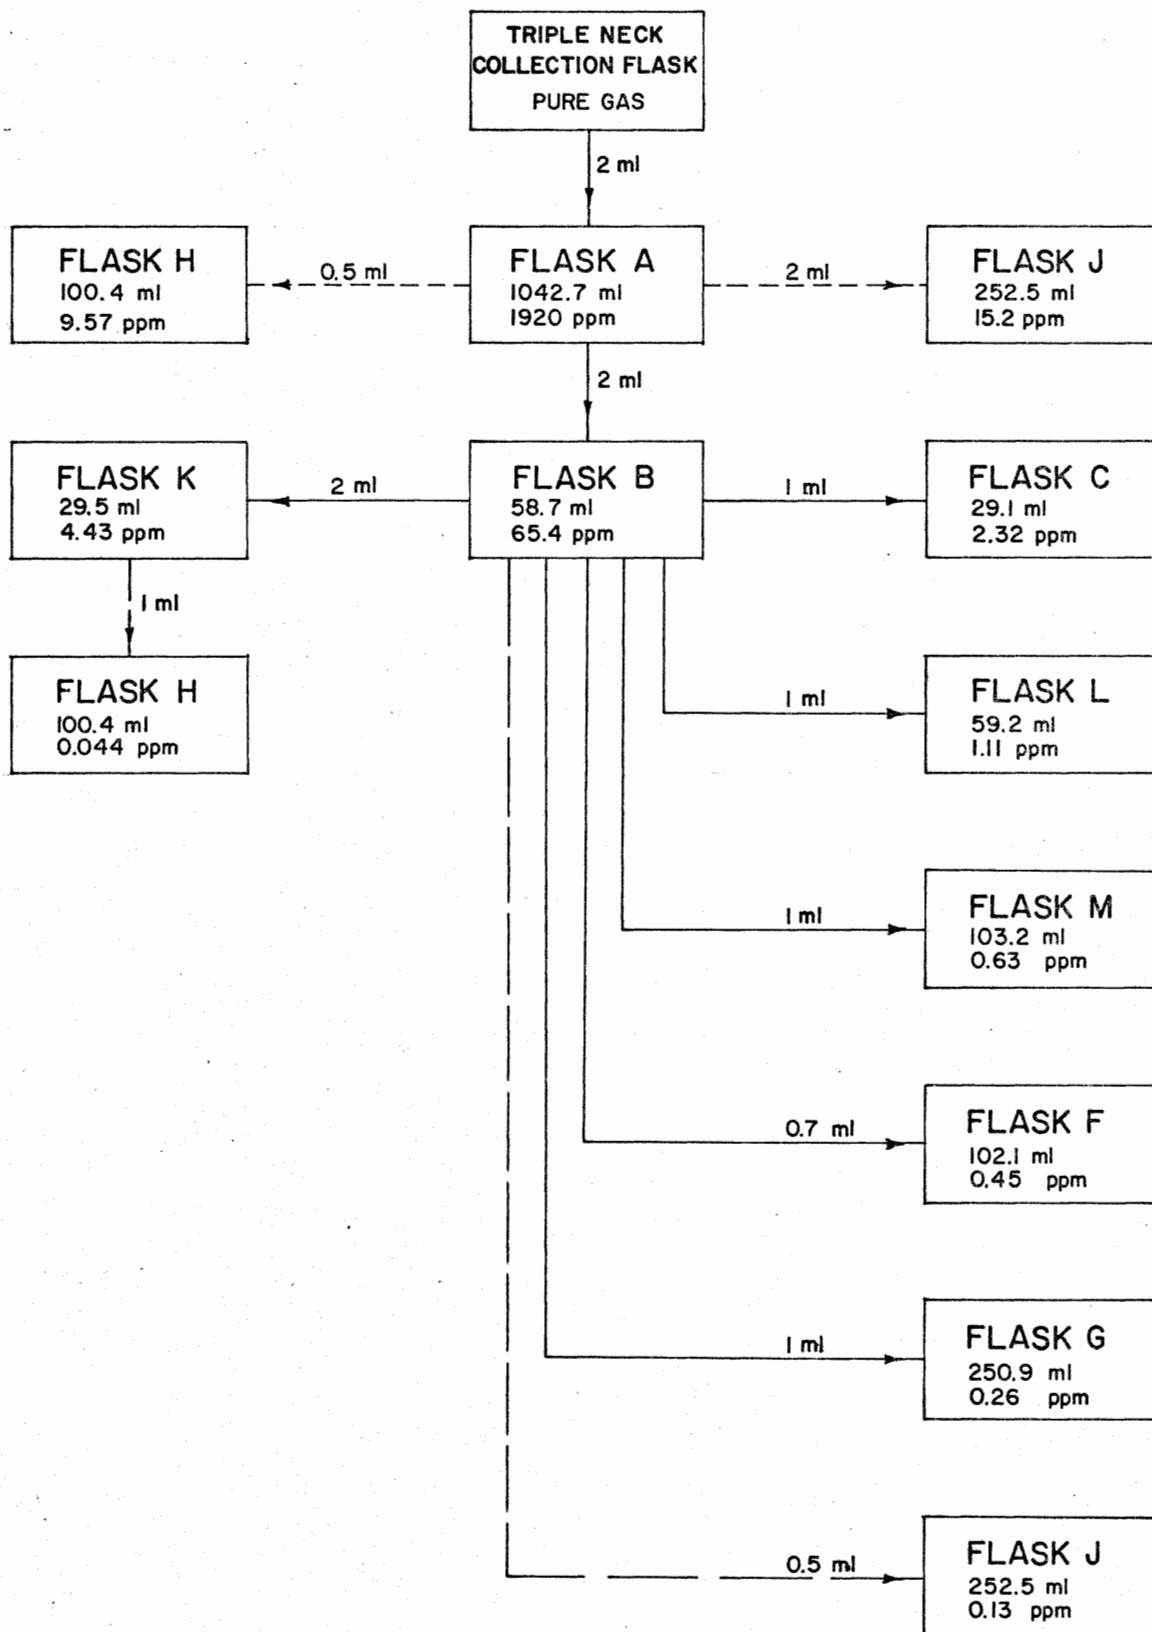 TRIPLE NECK
COLLECTION FLASK
PURE GAS
2 ml
FLASK H
100.4 ml
9.57 ppm
0.5 ml
FLASK A
1042.7 ml
1920 ppm
2 ml
FLASK J
252.5 ml
15.2 ppm
2 ml
FLASK K
29.5 ml
4.43 ppm
2 ml
FLASK B
58.7 ml
65.4 ppm
1 ml
FLASK C
29.1 ml
2.32 ppm
1 ml
FLASK H
100.4 ml
0.044 ppm
1 ml
FLASK L
59.2 ml
1.11 ppm
1 ml
FLASK M
103.2 ml
0.63 ppm
0.7 ml
FLASK F
102.1 ml
0.45 ppm
1 ml
FLASK G
250.9 ml
0.26 ppm
0.5 ml
FLASK J
252.5 ml
0.13 ppm